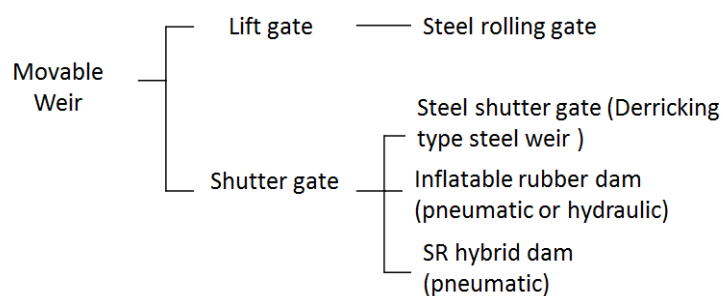 Movable
Weir
Lift gate
Steel rolling gate
Shutter gate
Steel shutter gate (Derricking
type steel weir )
Inflatable rubber dam
(pneumatic or hydraulic)
SR hybrid dam
(pneumatic)